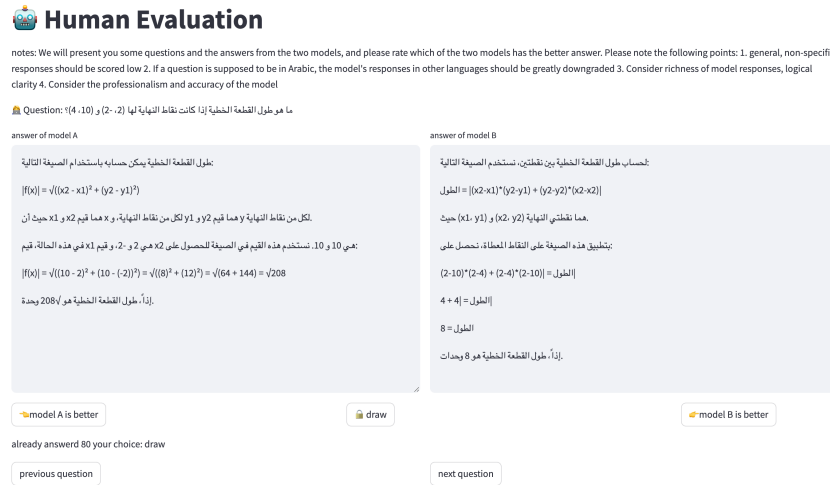 🤖 Human Evaluation
notes: We will present you some questions and the answers from the two models, and please rate which of the two models has the better answer. Please note the following points: 1. general, non-specifi
responses should be scored low 2. If a question is supposed to be in Arabic, the model's responses in other languages should be greatly downgraded 3. Consider richness of model responses, logical
clarity 4. Consider the professionalism and accuracy of the model
Question: ما هو طول القطعة الخطية إذا كانت نقاط النهاية لها (2، -2) و (10، 4)؟
answer of model A
طول القطعة الخطية يمكن حسابه باستخدام الصيغة التالية:
|f(x)| = √((x2 - x1)² + (y2 - y1)²)
حيث أن x1 و x2 هما قيم x لكل من نقاط النهاية، و y1 و y2 هما قيم y لكل من نقاط النهاية.
في هذه الحالة، قيم x1 هي 2 و -2، و قيم x2 هي 10 و 10. نستخدم هذه القيم في الصيغة للحصول على:
|f(x)| = √((10 - 2)² + (10 - (-2))²) = √((8)² + (12)²) = √(64 + 144) = √208
إذاً، طول القطعة الخطية هو √208 وحدة.
answer of model B
لحساب طول القطعة الخطية بين نقطتين، نستخدم الصيغة التالية:
الطول = |(x2-x1)*(y2-y1) + (y2-y2)*(x2-x2)|
حيث (x1، y1) و (x2، y2) هما نقطتي النهاية.
بتطبيق هذه الصيغة على النقاط المعطاة، نحصل على:
الطول = |(2-10)*(2-4) + (2-4)*(2-10)|
الطول = |4 + 4|
الطول = 8
إذاً، طول القطعة الخطية هو 8 وحدات.
👈model A is better
draw
👉model B is better
already answerd 80 your choice: draw
previous question
next question